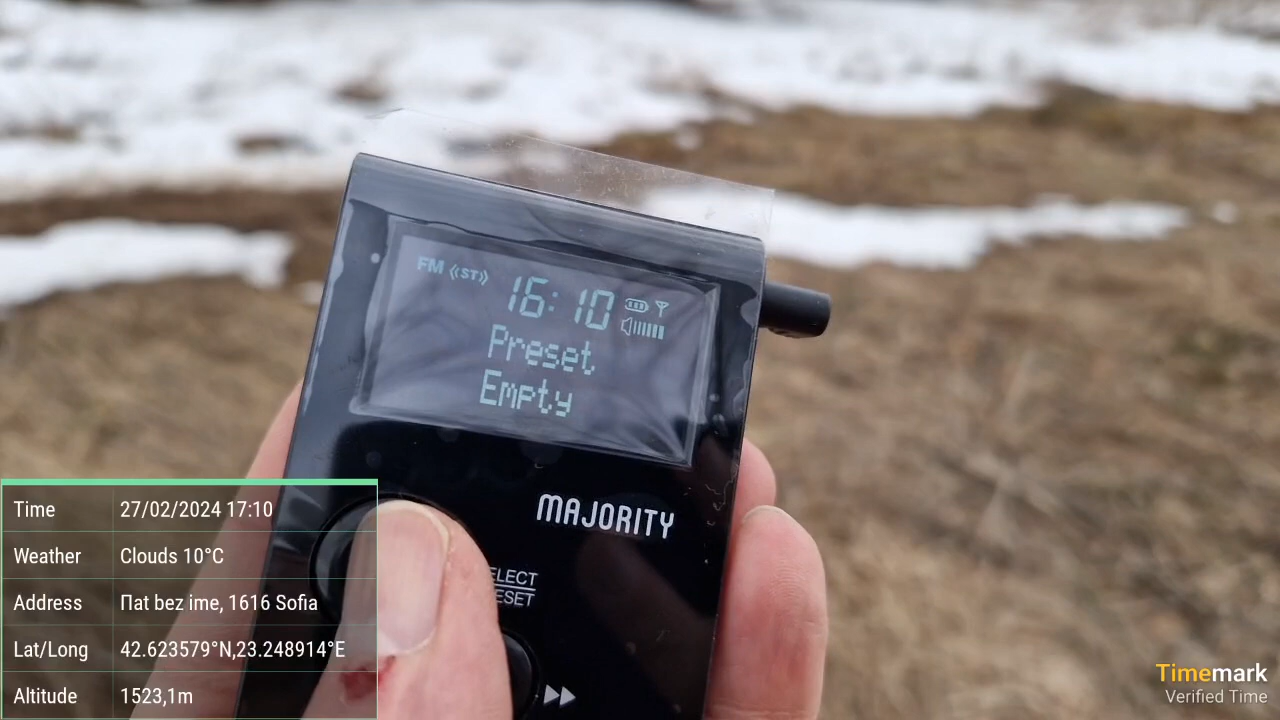 FM ((ST)) 16:10
Preset
Empty
MAJORITY
ELECT
ESET
Time 27/02/2024 17:10
Weather Clouds 10°C
Address Пat bez ime, 1616 Sofia
Lat/Long 42.623579°N,23.248914°E
Altitude 1523,1m
Timemark
Verified Time